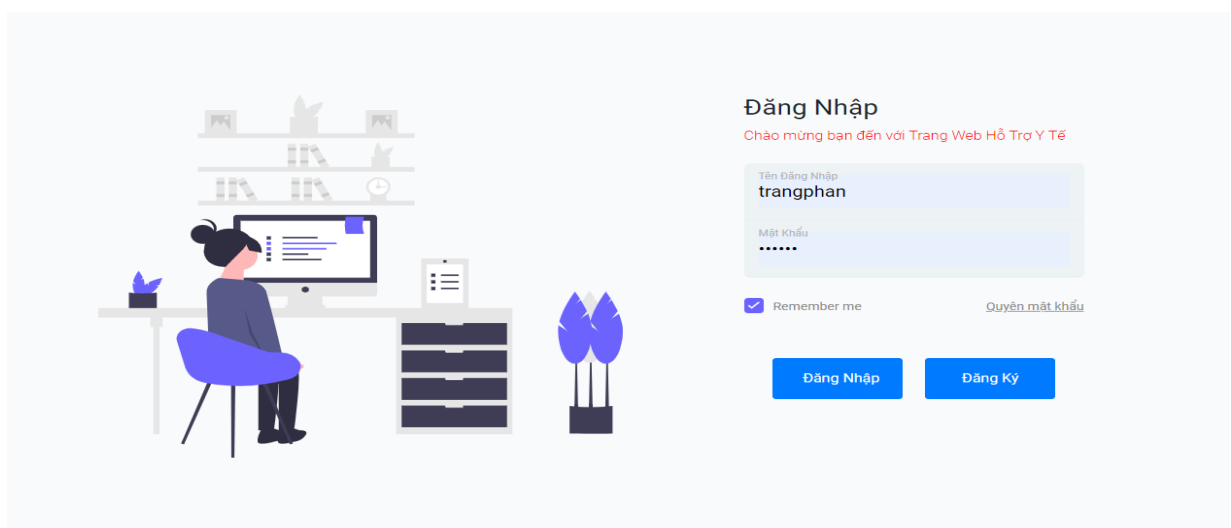 Đăng Nhập
Chào mừng bạn đến với Trang Web Hỗ Trợ Y Tế
Tên Đăng Nhập
trangphan
Mật Khẩu
••••••
Remember me
Quyên mât khẩu
Đăng Nhập
Đăng Ký